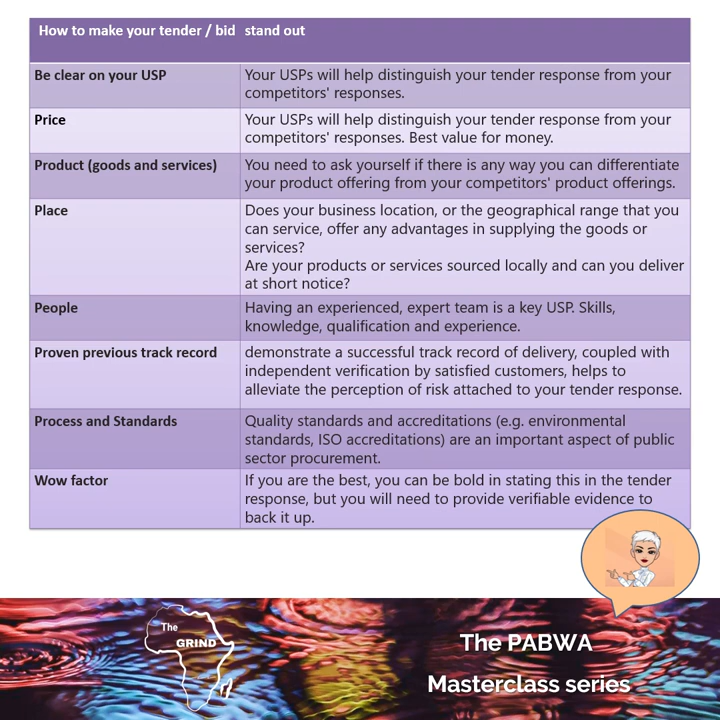 How to make your tender / bid stand out
Be clear on your USP
Your USPs will help distinguish your tender response from your
competitors' responses.
Price
Your USPs will help distinguish your tender response from your
competitors' responses. Best value for money.
Product (goods and services)
You need to ask yourself if there is any way you can differentiate
your product offering from your competitors' product offerings.
Place
Does your business location, or the geographical range that you
can service, offer any advantages in supplying the goods or
services?
Are your products or services sourced locally and can you deliver
at short notice?
People
Having an experienced, expert team is a key USP. Skills,
knowledge, qualification and experience.
Proven previous track record
demonstrate a successful track record of delivery, coupled with
independent verification by satisfied customers, helps to
alleviate the perception of risk attached to your tender response.
Process and Standards
Quality standards and accreditations (e.g. environmental
standards, ISO accreditations) are an important aspect of public
sector procurement.
Wow factor
If you are the best, you can be bold in stating this in the tender
response, but you will need to provide verifiable evidence to
back it up.
The
GRIND
The PABWA
Masterclass series